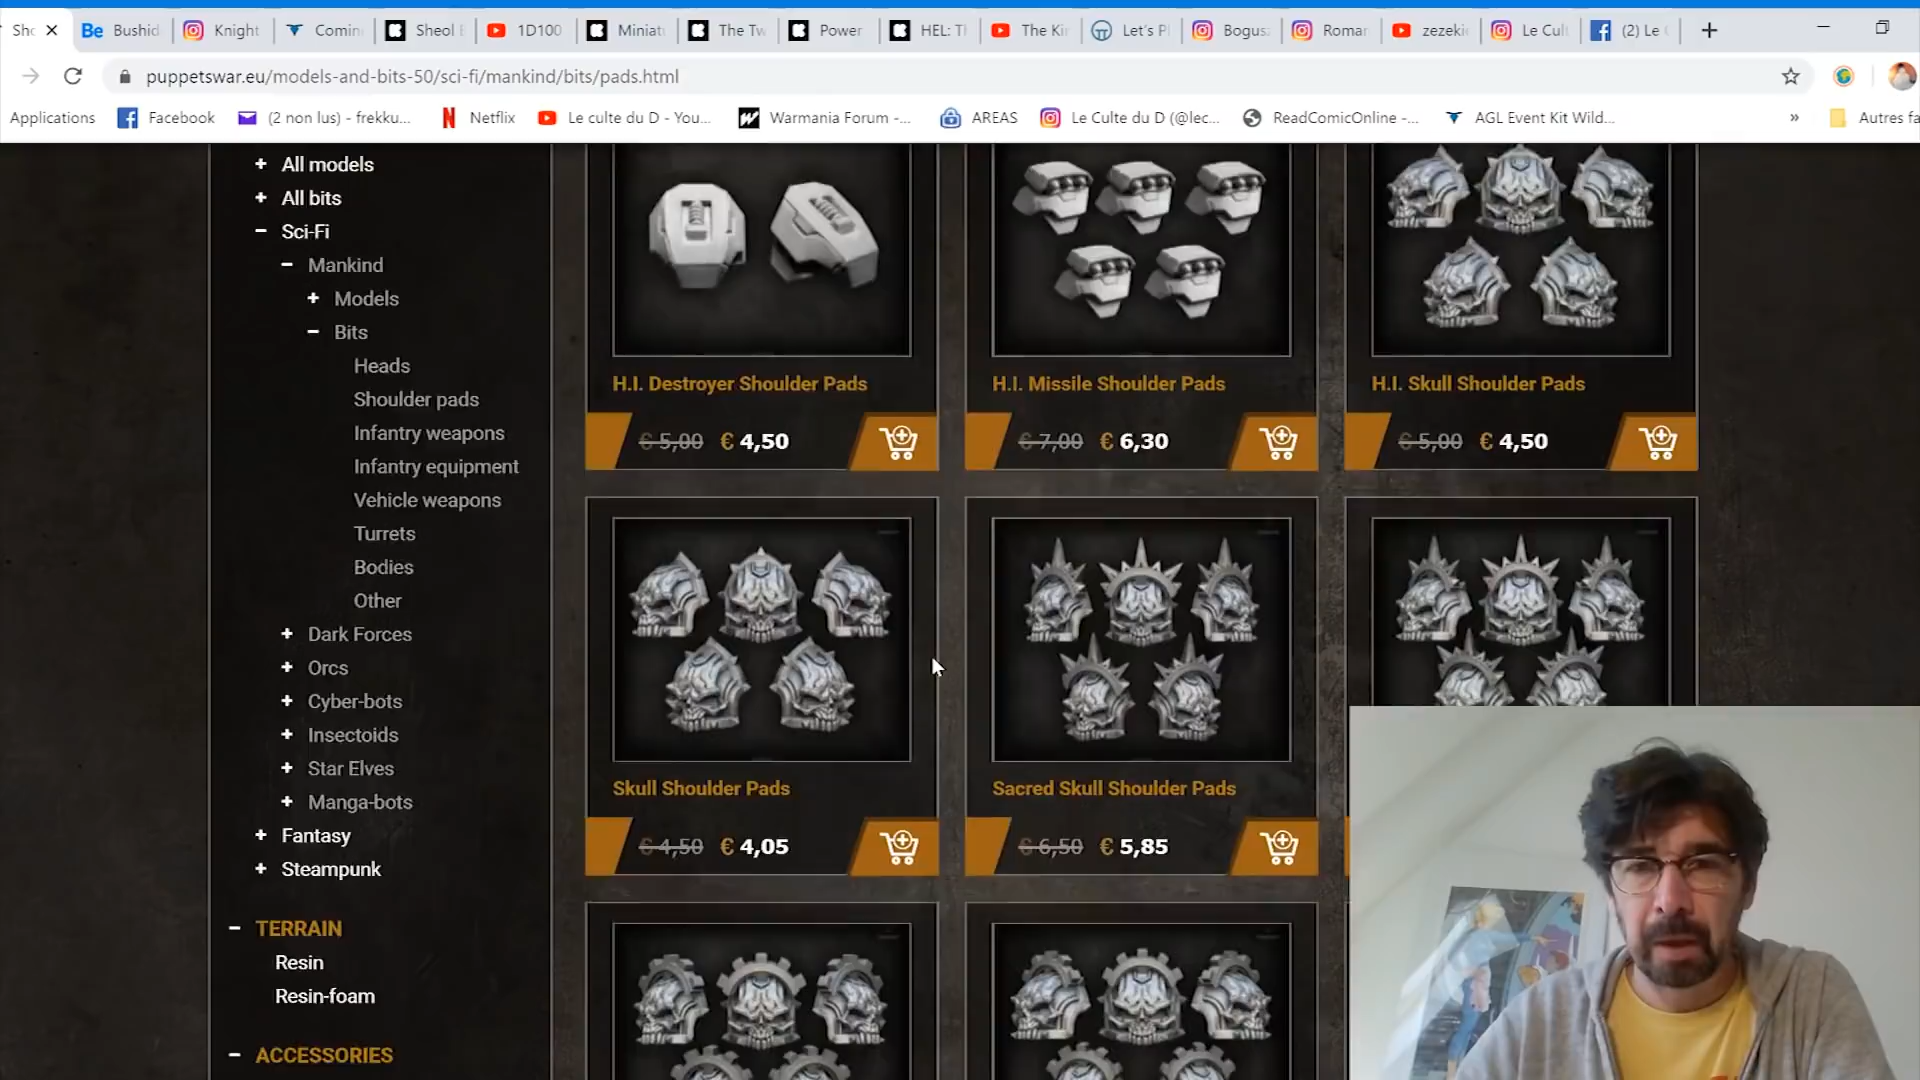 Sho
Bushid
Knight
Comin
Sheol E
1D100
Miniat
The Tw
Power
HEL: T
The Kir
Let's Pl
Bogus
Romar
zezeki
Le Cult
(2) Le
puppetswar.eu/models-and-bits-50/sci-fi/mankind/bits/pads.html
Applications
Facebook
(2 non lus) - frekku...
Netflix
Le culte du D - You...
Warmania Forum -...
AREAS
Le Culte du D (@lec...
ReadComicOnline -...
AGL Event Kit Wild...
»
Autres fa
+ All models
+ All bits
− Sci-Fi
− Mankind
+ Models
− Bits
Heads
Shoulder pads
Infantry weapons
Infantry equipment
Vehicle weapons
Turrets
Bodies
Other
+ Dark Forces
+ Orcs
+ Cyber-bots
+ Insectoids
+ Star Elves
+ Manga-bots
+ Fantasy
+ Steampunk
− TERRAIN
Resin
Resin-foam
− ACCESSORIES
H.I. Destroyer Shoulder Pads
€ 5,00 € 4,50
H.I. Missile Shoulder Pads
€ 7,00 € 6,30
H.I. Skull Shoulder Pads
€ 5,00 € 4,50
Skull Shoulder Pads
€ 4,50 € 4,05
Sacred Skull Shoulder Pads
€ 6,50 € 5,85